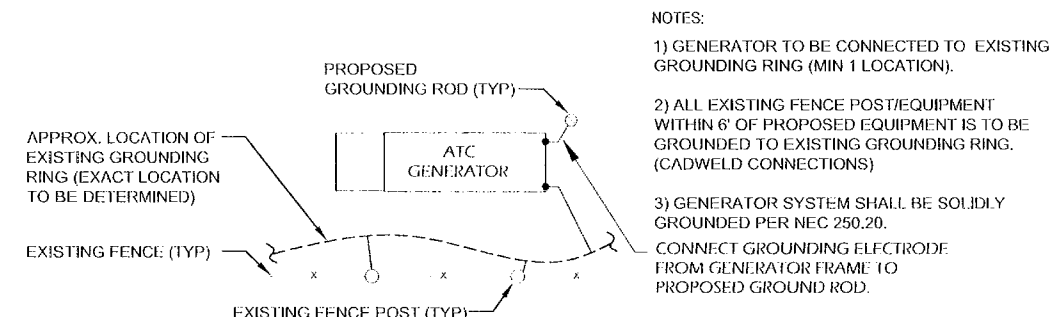 NOTES:
1) GENERATOR TO BE CONNECTED TO EXISTING
GROUNDING RING (MIN 1 LOCATION).
2) ALL EXISTING FENCE POST/EQUIPMENT
WITHIN 6' OF PROPOSED EQUIPMENT IS TO BE
GROUNDED TO EXISTING GROUNDING RING.
(CADWELD CONNECTIONS)
3) GENERATOR SYSTEM SHALL BE SOLIDLY
GROUNDED PER NEC 250.20.
CONNECT GROUNDING ELECTRODE
FROM GENERATOR FRAME TO
PROPOSED GROUND ROD.
PROPOSED
GROUNDING ROD (TYP)
APPROX. LOCATION OF
EXISTING GROUNDING
RING (EXACT LOCATION
TO BE DETERMINED)
ATC
GENERATOR
EXISTING FENCE (TYP)
x x x
EXISTING FENCE POST (TYP)